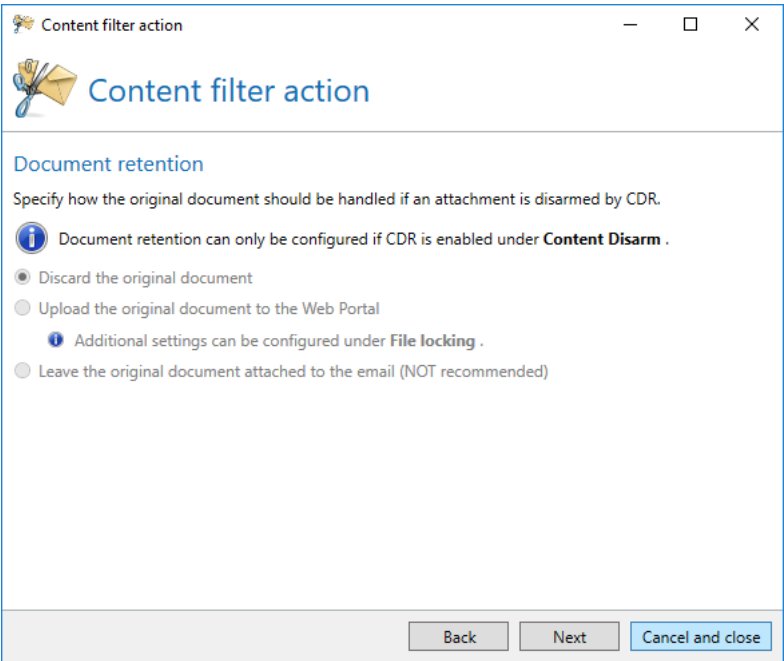 Content filter action
Content filter action
Document retention
Specify how the original document should be handled if an attachment is disarmed by CDR.
Document retention can only be configured if CDR is enabled under Content Disarm .
Discard the original document
Upload the original document to the Web Portal
Additional settings can be configured under File locking .
Leave the original document attached to the email (NOT recommended)
Back Next Cancel and close